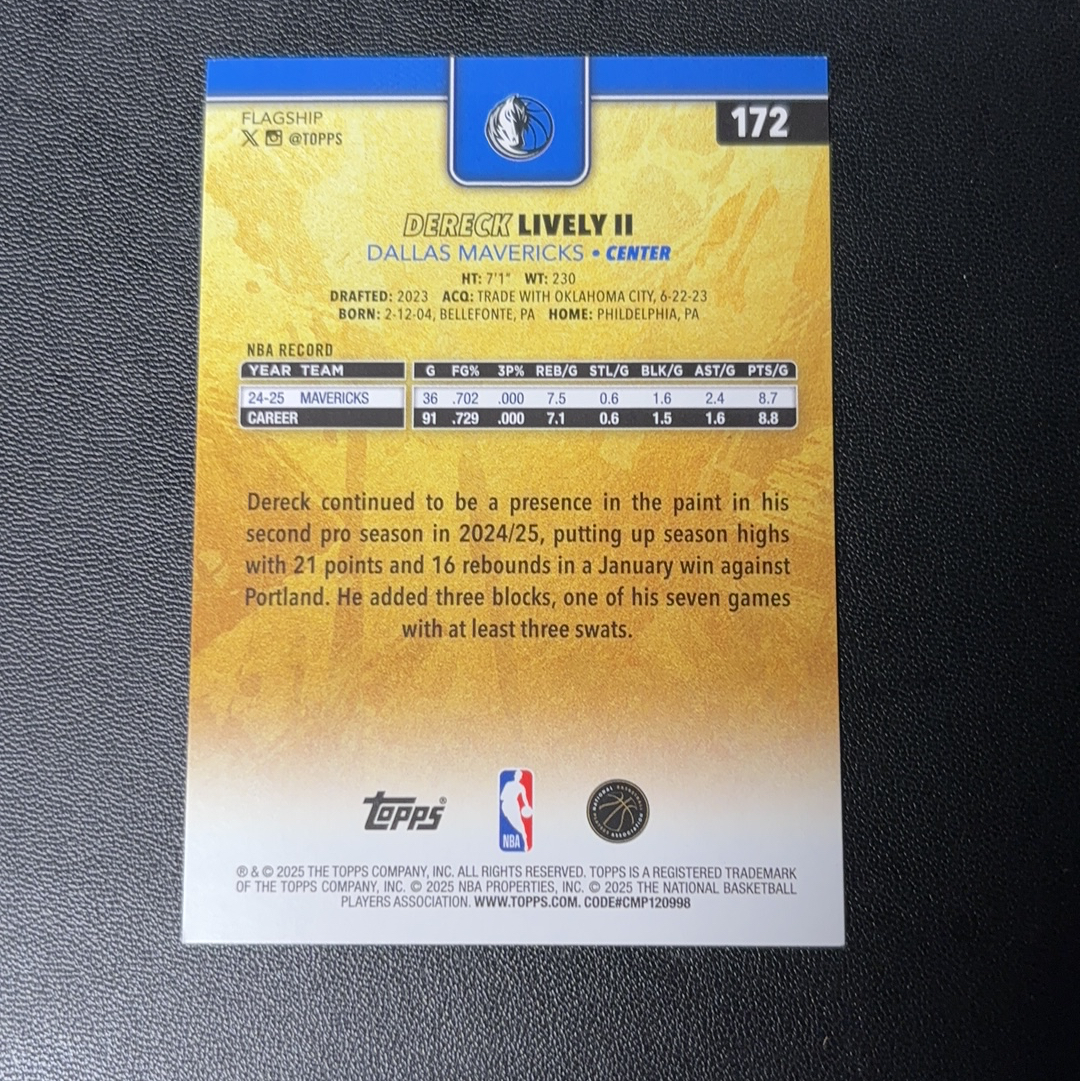 FLAGSHIP
172
X @TOPPS
DERECK LIVELY II
DALLAS MAVERICKS • CENTER
HT: 7'1" WT: 230
DRAFTED: 2023 ACQ: TRADE WITH OKLAHOMA CITY, 6-22-23
BORN: 2-12-04, BELLEFONTE, PA HOME: PHILDELPHIA, PA
NBA RECORD
YEAR TEAM G FG% 3P% REB/G STL/G BLK/G AST/G PTS/G
24-25 MAVERICKS 36 .702 .000 7.5 0.6 1.6 2.4 8.7
CAREER 91 .729 .000 7.1 0.6 1.5 1.6 8.8
Dereck continued to be a presence in the paint in his
second pro season in 2024/25, putting up season highs
with 21 points and 16 rebounds in a January win against
Portland. He added three blocks, one of his seven games
with at least three swats.
Topps®
NBA
NATIONAL BASKETBALL
PLAYERS ASSOCIATION
® & © 2025 THE TOPPS COMPANY, INC. ALL RIGHTS RESERVED. TOPPS IS A REGISTERED TRADEMARK
OF THE TOPPS COMPANY, INC. © 2025 NBA PROPERTIES, INC. © 2025 THE NATIONAL BASKETBALL
PLAYERS ASSOCIATION. WWW.TOPPS.COM. CODE#CMP120998